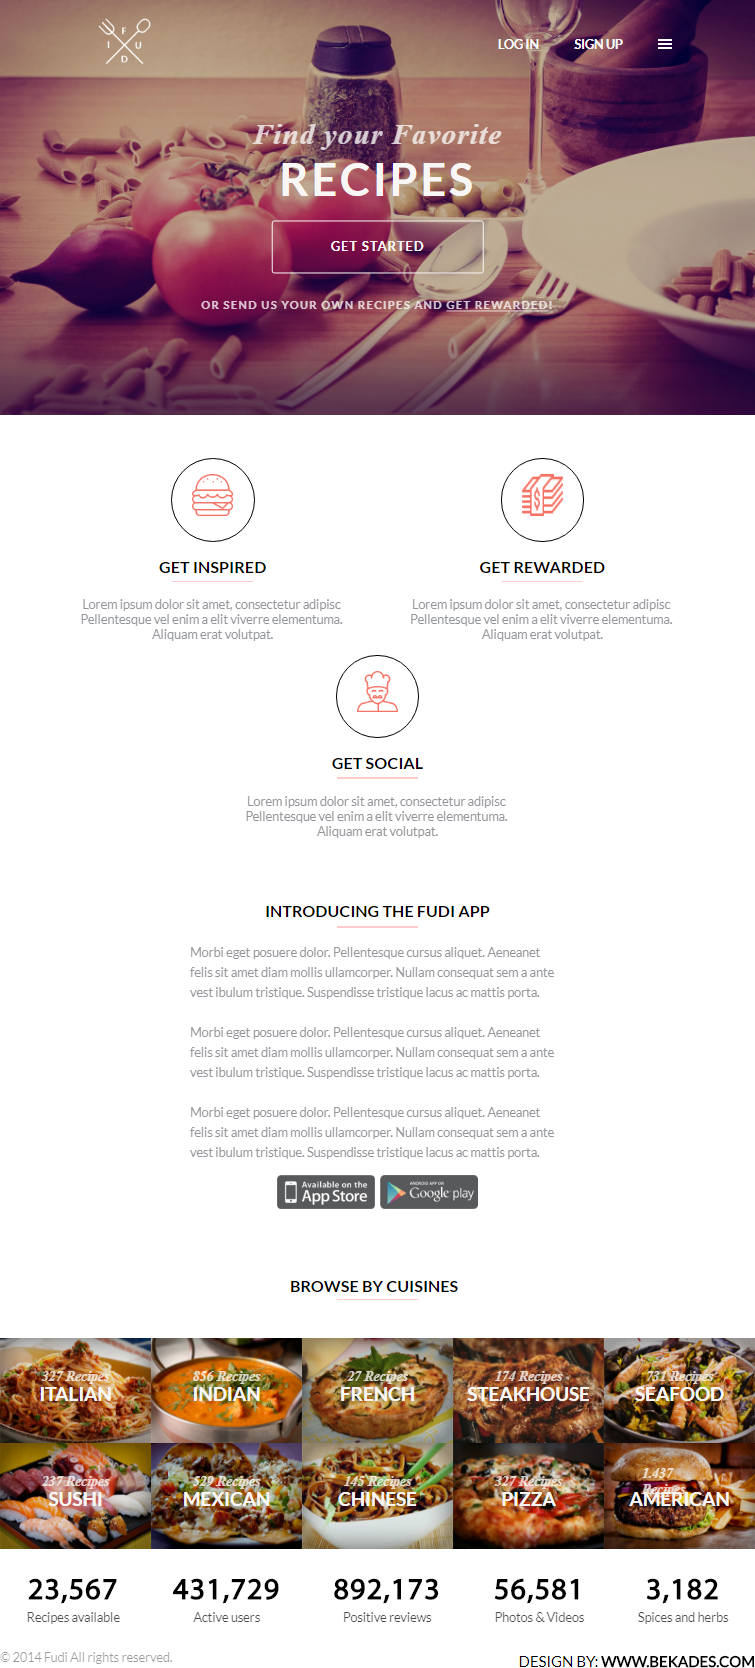 F
I U
D
LOG IN SIGN UP
Find your Favorite
RECIPES
GET STARTED
OR SEND US YOUR OWN RECIPES AND GET REWARDED!
GET INSPIRED
Lorem ipsum dolor sit amet, consectetur adipisc
Pellentesque vel enim a elit viverre elementuma.
Aliquam erat volutpat.
GET REWARDED
Lorem ipsum dolor sit amet, consectetur adipisc
Pellentesque vel enim a elit viverre elementuma.
Aliquam erat volutpat.
GET SOCIAL
Lorem ipsum dolor sit amet, consectetur adipisc
Pellentesque vel enim a elit viverre elementuma.
Aliquam erat volutpat.
INTRODUCING THE FUDI APP
Morbi eget posuere dolor. Pellentesque cursus aliquet. Aeneanet
felis sit amet diam mollis ullamcorper. Nullam consequat sem a ante
vest ibulum tristique. Suspendisse tristique lacus ac mattis porta.
Morbi eget posuere dolor. Pellentesque cursus aliquet. Aeneanet
felis sit amet diam mollis ullamcorper. Nullam consequat sem a ante
vest ibulum tristique. Suspendisse tristique lacus ac mattis porta.
Morbi eget posuere dolor. Pellentesque cursus aliquet. Aeneanet
felis sit amet diam mollis ullamcorper. Nullam consequat sem a ante
vest ibulum tristique. Suspendisse tristique lacus ac mattis porta.
Available on the
App Store
ANDROID APP ON
Google play
BROWSE BY CUISINES
327 Recipes
ITALIAN
856 Recipes
INDIAN
27 Recipes
FRENCH
174 Recipes
STEAKHOUSE
731 Recipes
SEAFOOD
237 Recipes
SUSHI
529 Recipes
MEXICAN
145 Recipes
CHINESE
327 Recipes
PIZZA
1.437
Recipes
AMERICAN
23,567
Recipes available
431,729
Active users
892,173
Positive reviews
56,581
Photos & Videos
3,182
Spices and herbs
© 2014 Fudi All rights reserved.
DESIGN BY: WWW.BEKADES.COM